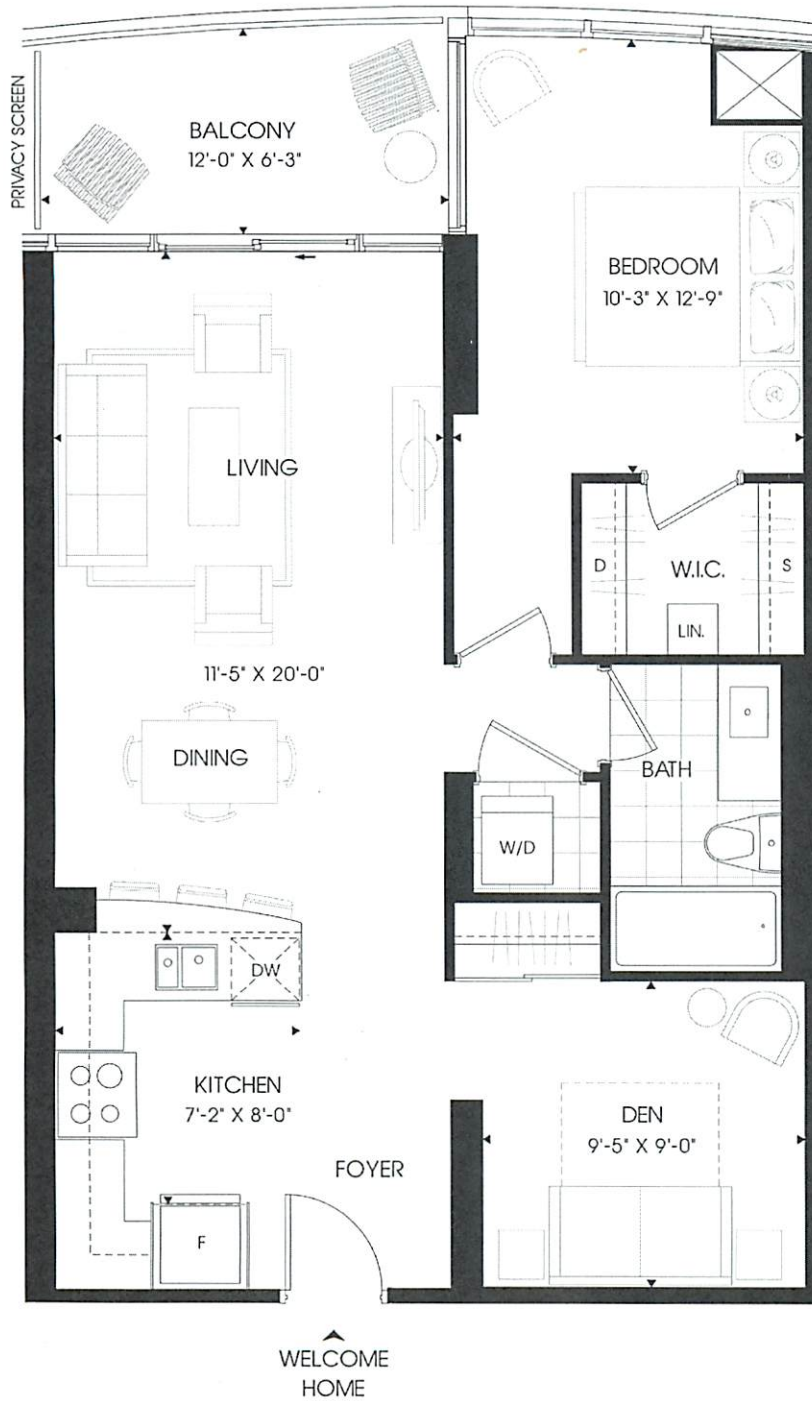 PRIVACY SCREEN
BALCONY
12'-0" X 6'-3"
BEDROOM
10'-3" X 12'-9"
LIVING
D
W.I.C.
S
LIN.
11'-5" X 20'-0"
DINING
BATH
W/D
DW
KITCHEN
7'-2" X 8'-0"
DEN
9'-5" X 9'-0"
FOYER
F
WELCOME
HOME